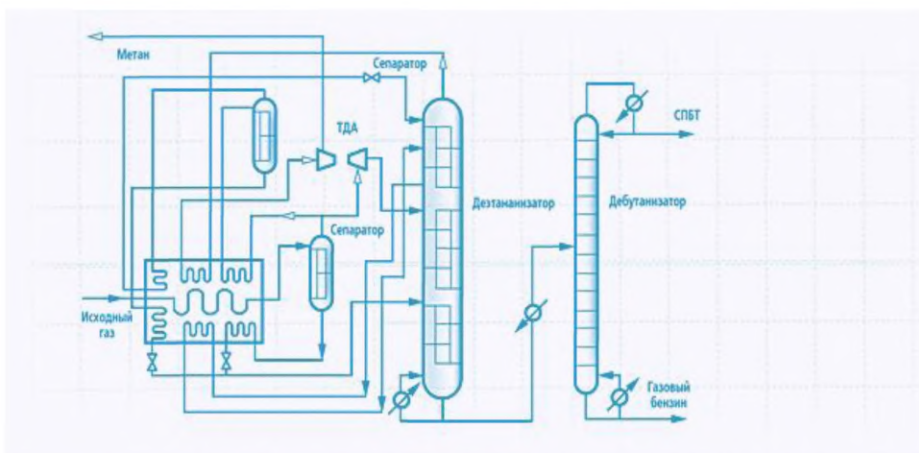 Метан
Сепаратор
ТДА
СПБТ
Деэтанизатор
Дебутанизатор
Сепаратор
Исходный
газ
Газовый
бензин